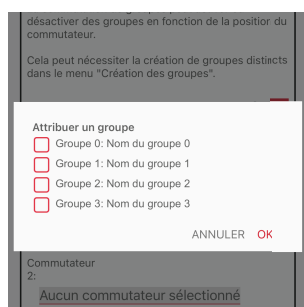 désactiver des groupes en fonction de la position du
commutateur.
Cela peut nécessiter la création de groupes distincts
dans le menu "Création des groupes".
Attribuer un groupe
Groupe 0: Nom du groupe 0
Groupe 1: Nom du groupe 1
Groupe 2: Nom du groupe 2
Groupe 3: Nom du groupe 3
ANNULER OK
Commutateur
2:
Aucun commutateur sélectionné